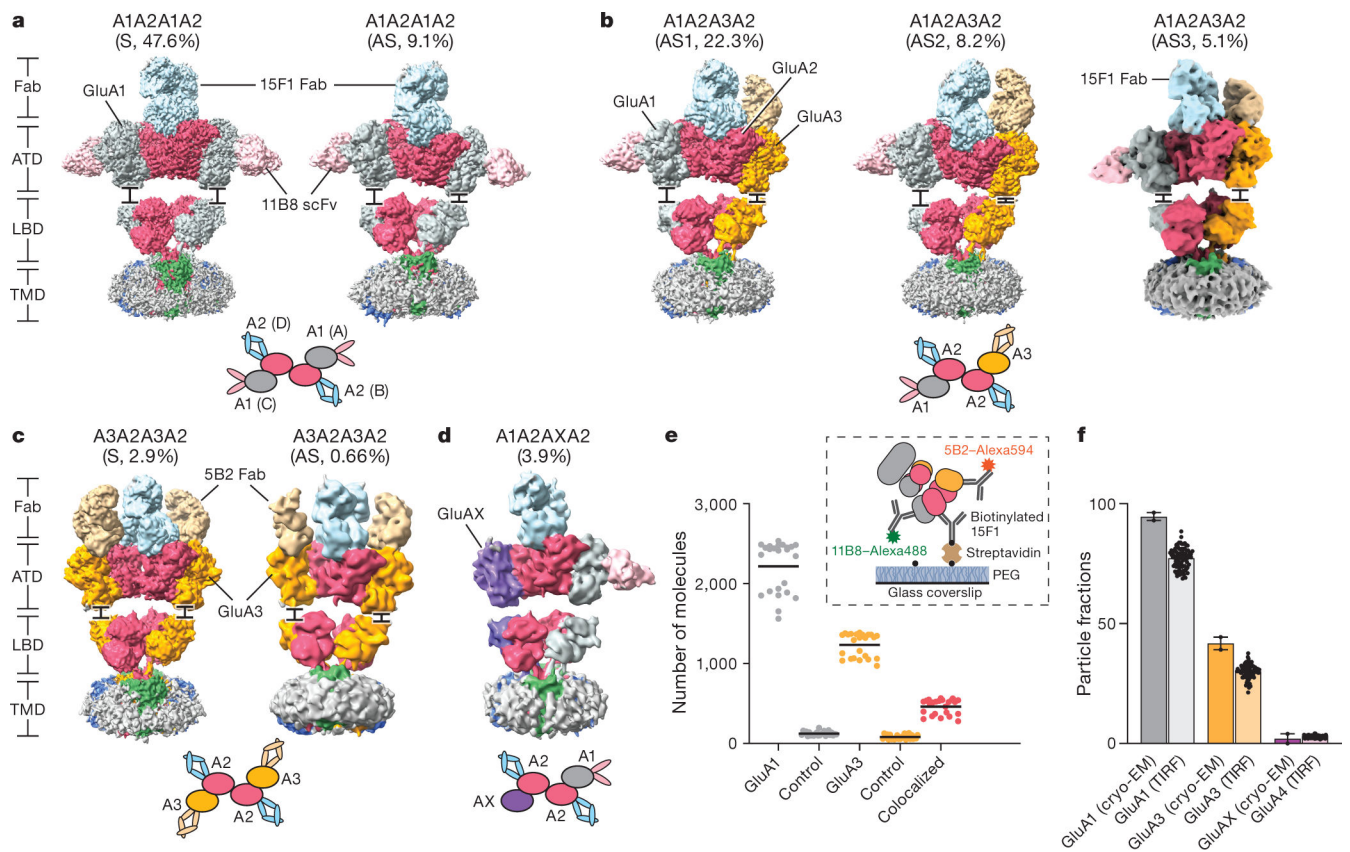 a
A1A2A1A2
(S, 47.6%)
A1A2A1A2
(AS, 9.1%)
Fab
ATD
LBD
TMD
GluA1
15F1 Fab
11B8 scFv
A2 (D)
A1 (A)
A1 (C)
A2 (B)
b
A1A2A3A2
(AS1, 22.3%)
A1A2A3A2
(AS2, 8.2%)
A1A2A3A2
(AS3, 5.1%)
GluA2
GluA1
GluA3
15F1 Fab
A2
A3
A1
A2
c
A3A2A3A2
(S, 2.9%)
A3A2A3A2
(AS, 0.66%)
Fab
ATD
LBD
TMD
5B2 Fab
GluA3
A2
A3
A3
A2
d
A1A2AXA2
(3.9%)
GluAX
A2
A1
AX
A2
e
Number of molecules
3,000
2,000
1,000
0
GluA1
Control
GluA3
Control
Colocalized
5B2–Alexa594
Biotinylated
15F1
11B8–Alexa488
Streptavidin
PEG
Glass coverslip
f
Particle fractions
100
50
0
GluA1 (cryo-EM)
GluA1 (TIRF)
GluA3 (cryo-EM)
GluA3 (TIRF)
GluAX (cryo-EM)
GluA4 (TIRF)